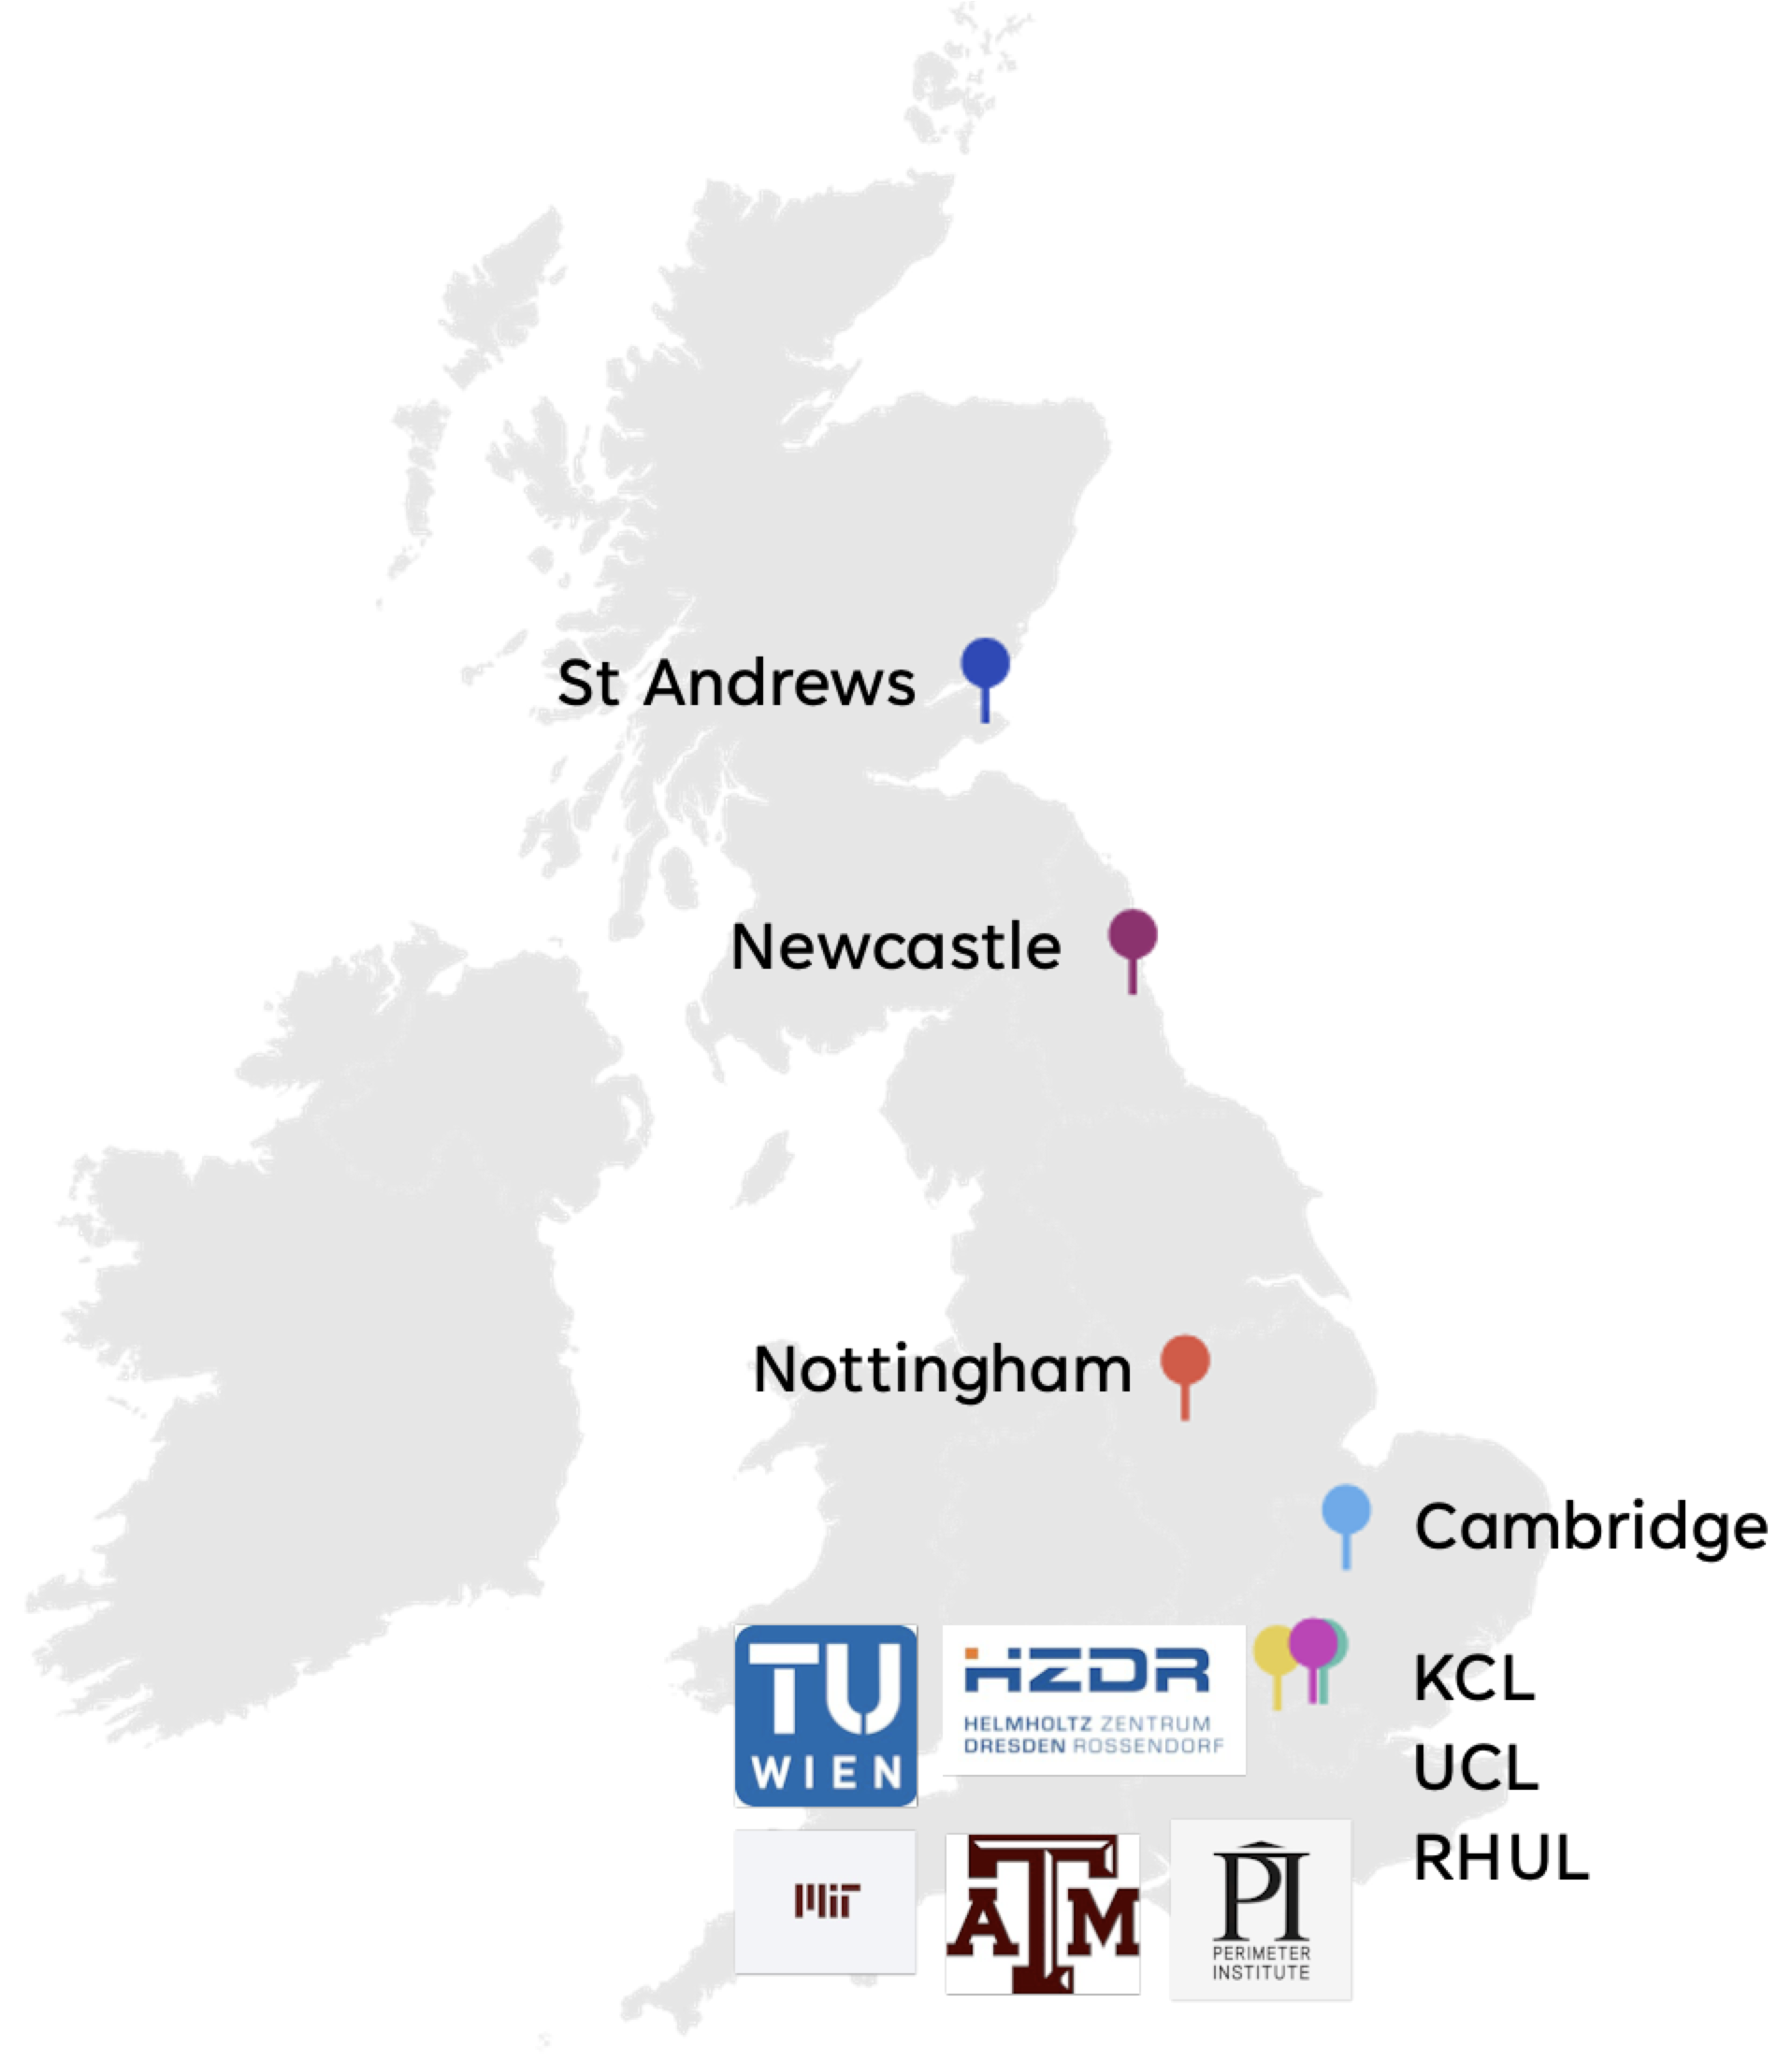 St Andrews
Newcastle
Nottingham
Cambridge
KCL
UCL
RHUL
TU
WIEN
HZDR
HELMHOLTZ ZENTRUM
DRESDEN ROSSENDORF
MIT
ATM
PI
PERIMETER
INSTITUTE